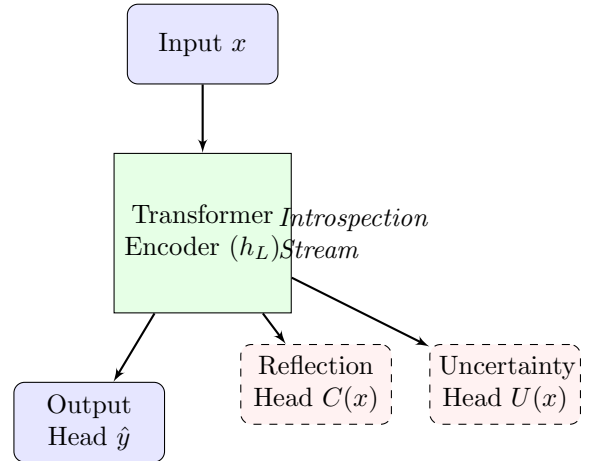 Input x
Transformer
Encoder (h_L)
Introspection
Stream
Reflection
Head C(x)
Uncertainty
Head U(x)
Output
Head ŷ